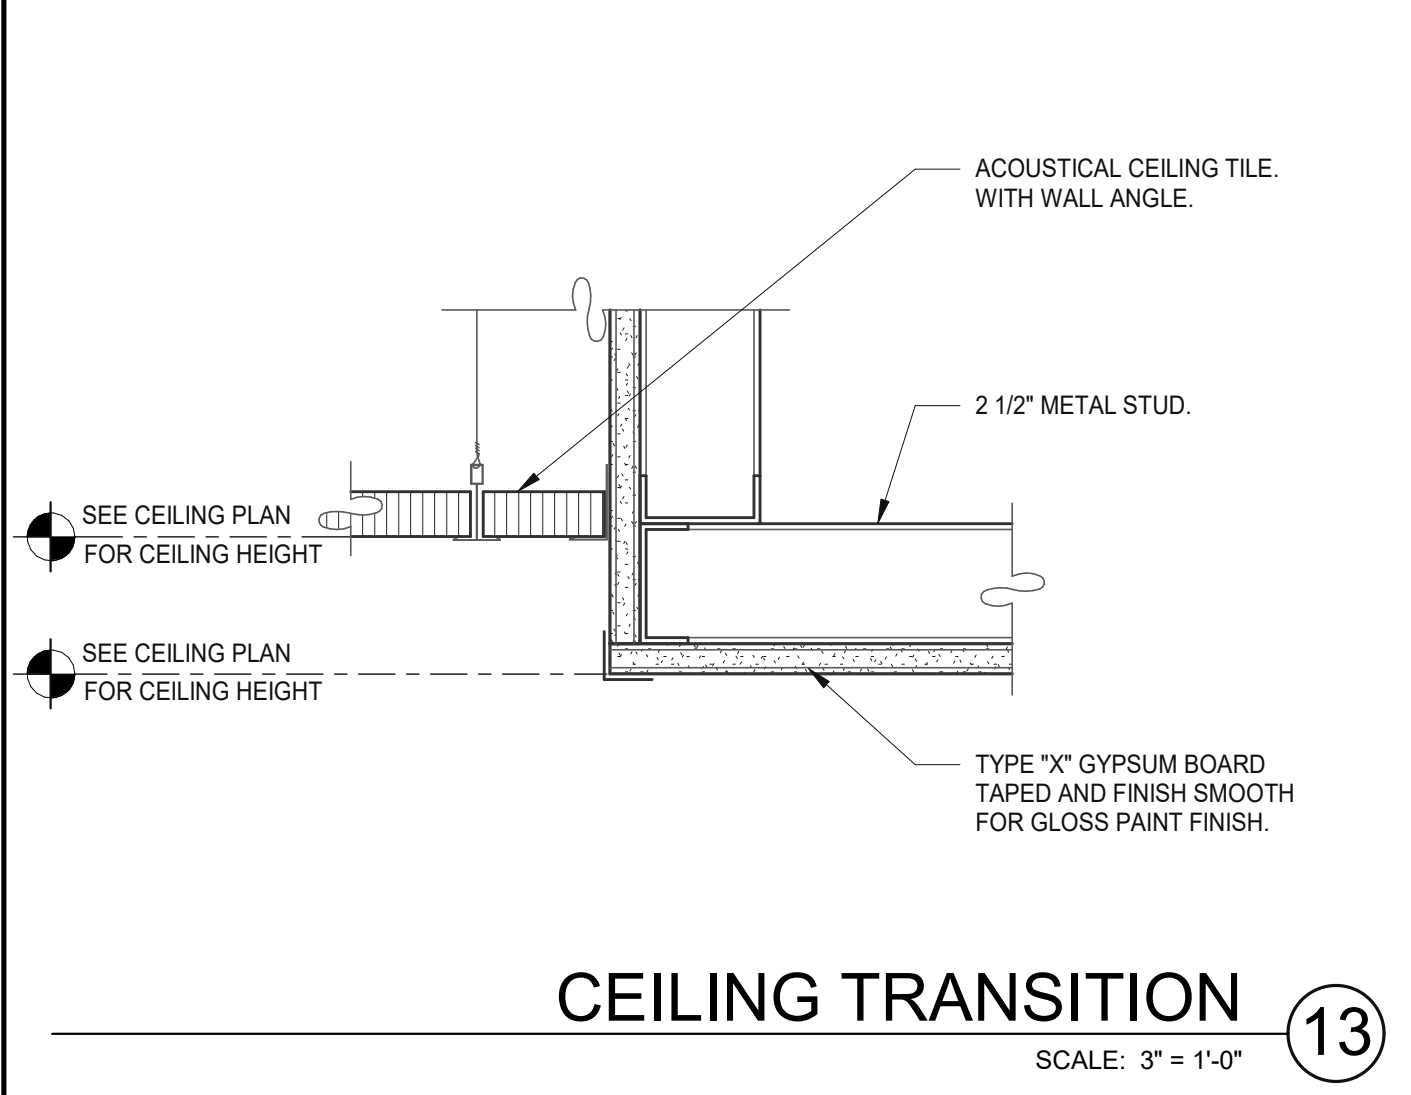 ACOUSTICAL CEILING TILE.
WITH WALL ANGLE.
2 1/2" METAL STUD.
SEE CEILING PLAN
FOR CEILING HEIGHT
SEE CEILING PLAN
FOR CEILING HEIGHT
TYPE "X" GYPSUM BOARD
TAPED AND FINISH SMOOTH
FOR GLOSS PAINT FINISH.
CEILING TRANSITION
13
SCALE: 3" = 1'-0"